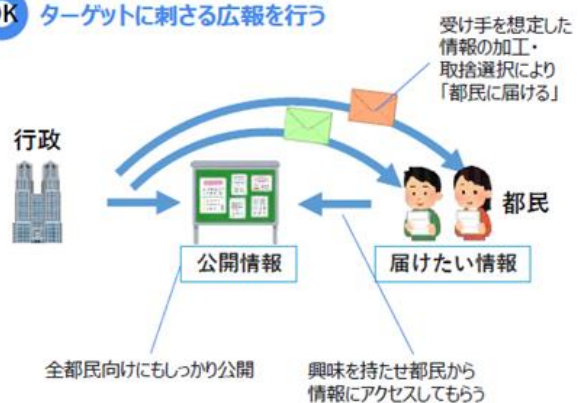 OK ターゲットに刺さる広報を行う
受け手を想定した
情報の加工・
取捨選択により
「都民に届ける」
行政
都民
公開情報
届けたい情報
全都民向けにもしっかり公開
興味を持たせ都民から
情報にアクセスしてもらう